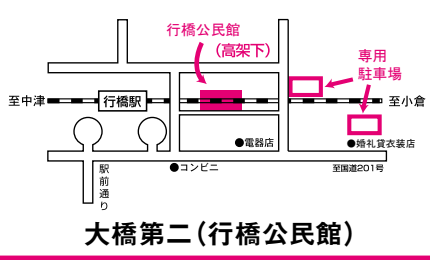 行橋公民館
(高架下)
専用
駐車場
至中津
行橋駅
至小倉
●電器店
●婚礼貸衣装店
●コンビニ
至国道201号
駅前通り
大橋第二(行橋公民館)